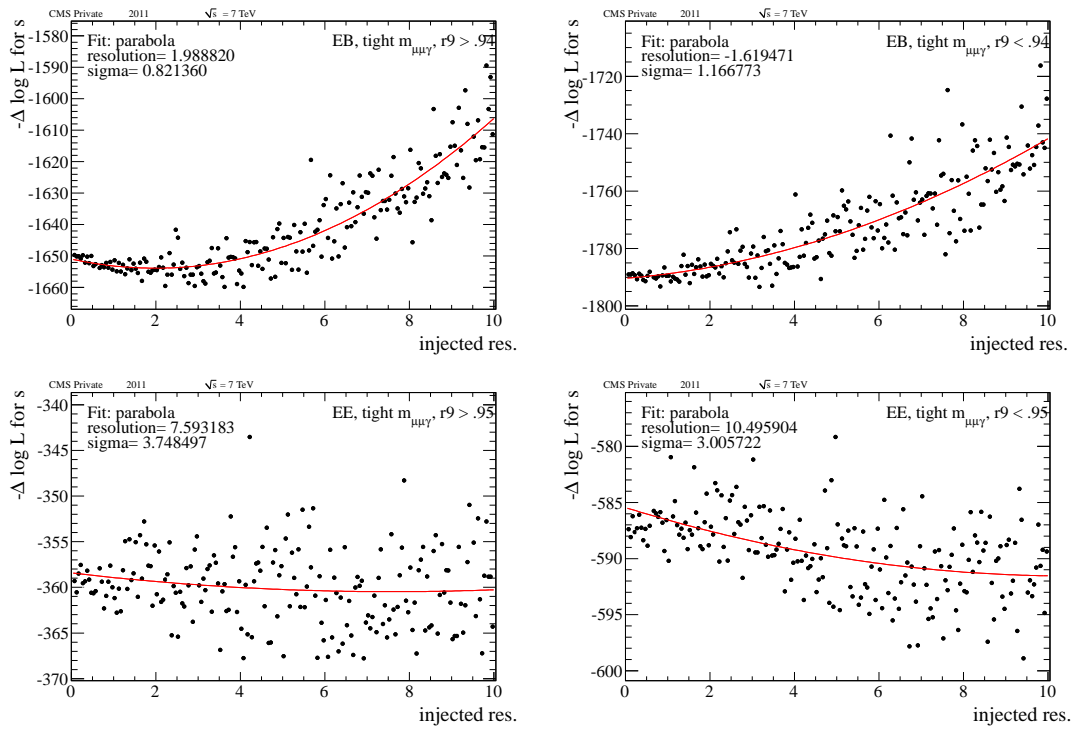 CMS Private 2011 √s = 7 TeV
-Δ log L for s
Fit: parabola
resolution= 1.988820
sigma= 0.821360
EB, tight mμμγ, r9 > .94
-1580
-1590
-1600
-1610
-1620
-1630
-1640
-1650
-1660
0 2 4 6 8 10
injected res.
CMS Private 2011 √s = 7 TeV
-Δ log L for s
Fit: parabola
resolution= -1.619471
sigma= 1.166773
EB, tight mμμγ, r9 < .94
-1720
-1740
-1760
-1780
-1800
0 2 4 6 8 10
injected res.
CMS Private 2011 √s = 7 TeV
-Δ log L for s
Fit: parabola
resolution= 7.593183
sigma= 3.748497
EE, tight mμμγ, r9 > .95
-340
-345
-350
-355
-360
-365
-370
0 2 4 6 8 10
injected res.
CMS Private 2011 √s = 7 TeV
-Δ log L for s
Fit: parabola
resolution= 10.495904
sigma= 3.005722
EE, tight mμμγ, r9 < .95
-580
-585
-590
-595
-600
0 2 4 6 8 10
injected res.